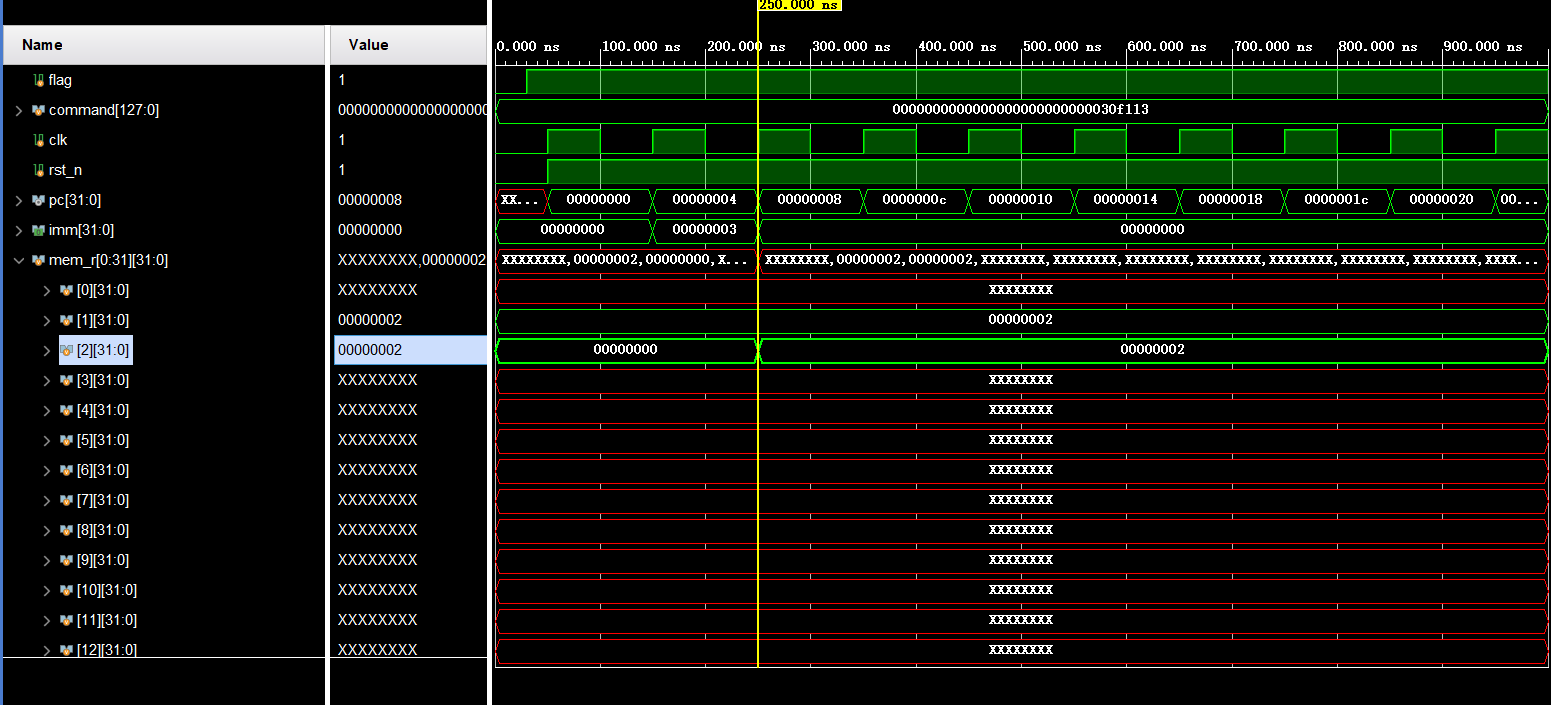 250.000 ns
Name Value 0.000 ns 100.000 ns 200.000 ns 300.000 ns 400.000 ns 500.000 ns 600.000 ns 700.000 ns 800.000 ns 900.000 ns
flag 1
command[127:0] 00000000000000000000 0000000000000000000000000030f113
clk 1
rst_n 1
pc[31:0] 00000008 XX... 00000000 00000004 00000008 0000000c 00000010 00000014 00000018 0000001c 00000020 00...
imm[31:0] 00000000 00000000 00000003 00000000
mem_r[0:31][31:0] XXXXXXXX,00000002 XXXXXXXX,00000002,00000000,X... XXXXXXXX,00000002,00000002,XXXXXXXX,XXXXXXXX,XXXXXXXX,XXXXXXXX,XXXXXXXX,XXXXXXXX,XXXXXXXX,XXXX...
[0][31:0] XXXXXXXX XXXXXXXX
[1][31:0] 00000002 00000002
[2][31:0] 00000002 00000000 00000002
[3][31:0] XXXXXXXX XXXXXXXX
[4][31:0] XXXXXXXX XXXXXXXX
[5][31:0] XXXXXXXX XXXXXXXX
[6][31:0] XXXXXXXX XXXXXXXX
[7][31:0] XXXXXXXX XXXXXXXX
[8][31:0] XXXXXXXX XXXXXXXX
[9][31:0] XXXXXXXX XXXXXXXX
[10][31:0] XXXXXXXX XXXXXXXX
[11][31:0] XXXXXXXX XXXXXXXX
[12][31:0] XXXXXXXX XXXXXXXX